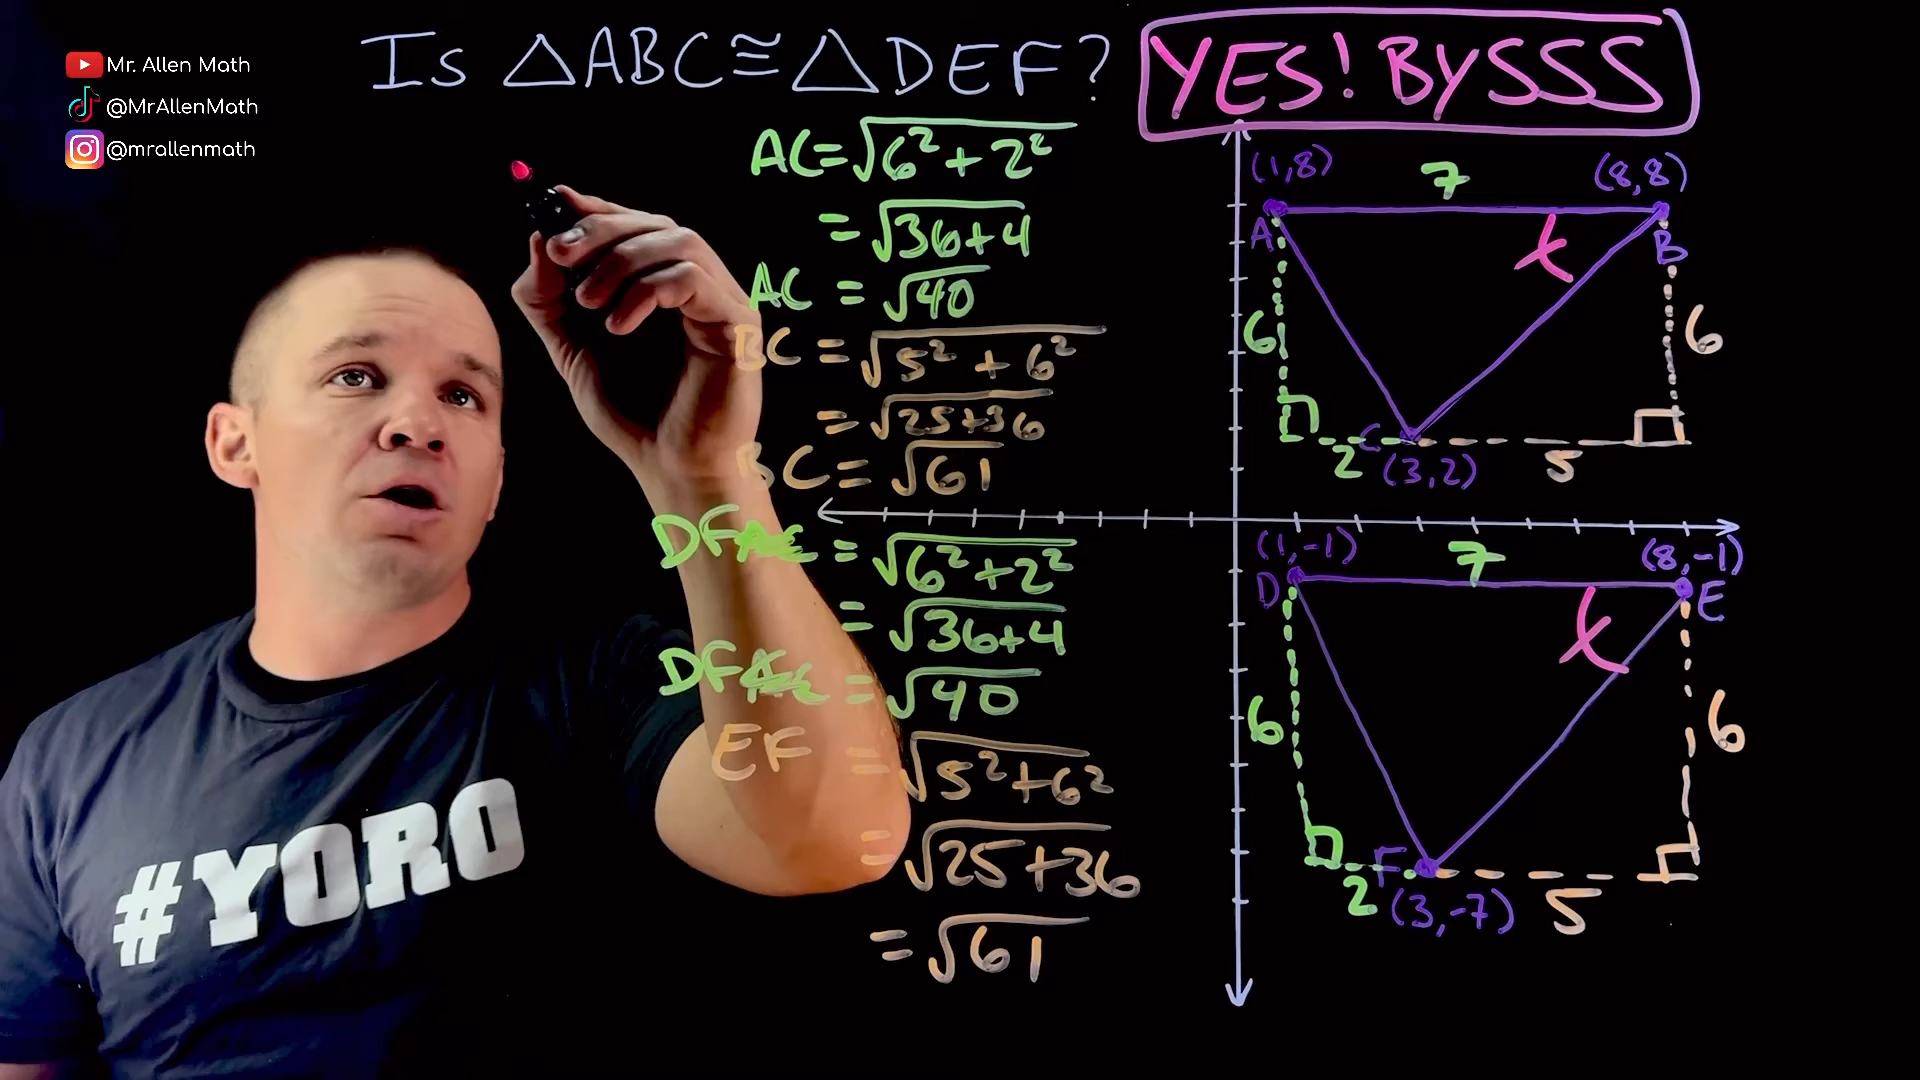 Mr. Allen Math
@MrAllenMath
@mrallenmath
Is △ABC≅△DEF?
YES! BY SSS
AC=√6²+2²
=√36+4
AC = √40
BC = √5² + 6²
= √25+36
BC = √61
DF = √6²+2²
= √36+4
DF = √40
EF = √5²+6²
= √25+36
= √61
(1,8)
7
(8,8)
A
B
6
6
C
2
(3,2)
5
(1,-1)
7
(8,-1)
D
E
6
6
F
2
(3,-7)
5
#YORO